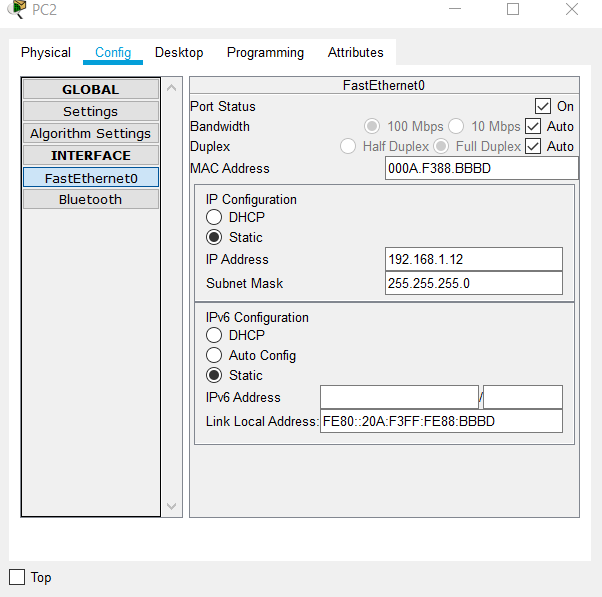 PC2
Physical Config Desktop Programming Attributes
GLOBAL
Settings
Algorithm Settings
INTERFACE
FastEthernet0
Bluetooth
FastEthernet0
Port Status On
Bandwidth 100 Mbps 10 Mbps Auto
Duplex Half Duplex Full Duplex Auto
MAC Address 000A.F388.BBBD
IP Configuration
DHCP
Static
IP Address 192.168.1.12
Subnet Mask 255.255.255.0
IPv6 Configuration
DHCP
Auto Config
Static
IPv6 Address /
Link Local Address: FE80::20A:F3FF:FE88:BBBD
Top